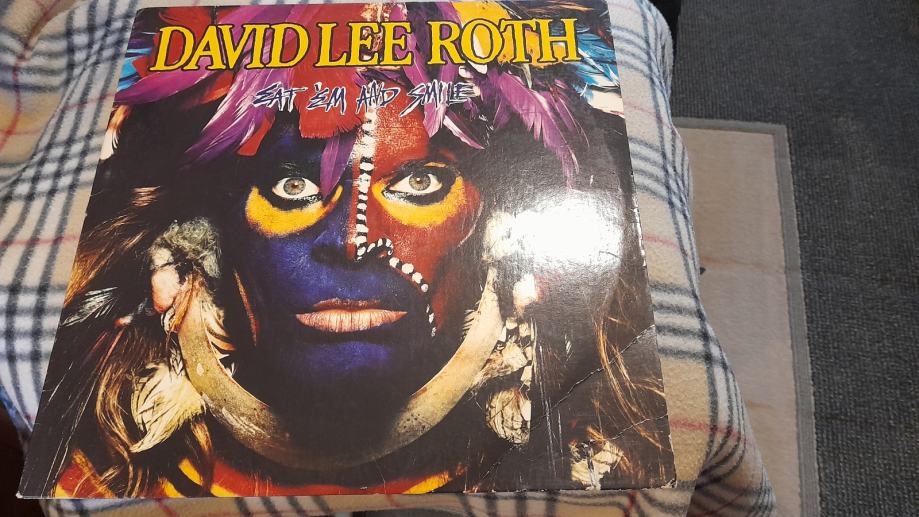 DAVID LEE ROTH
EAT 'EM AND SMILE